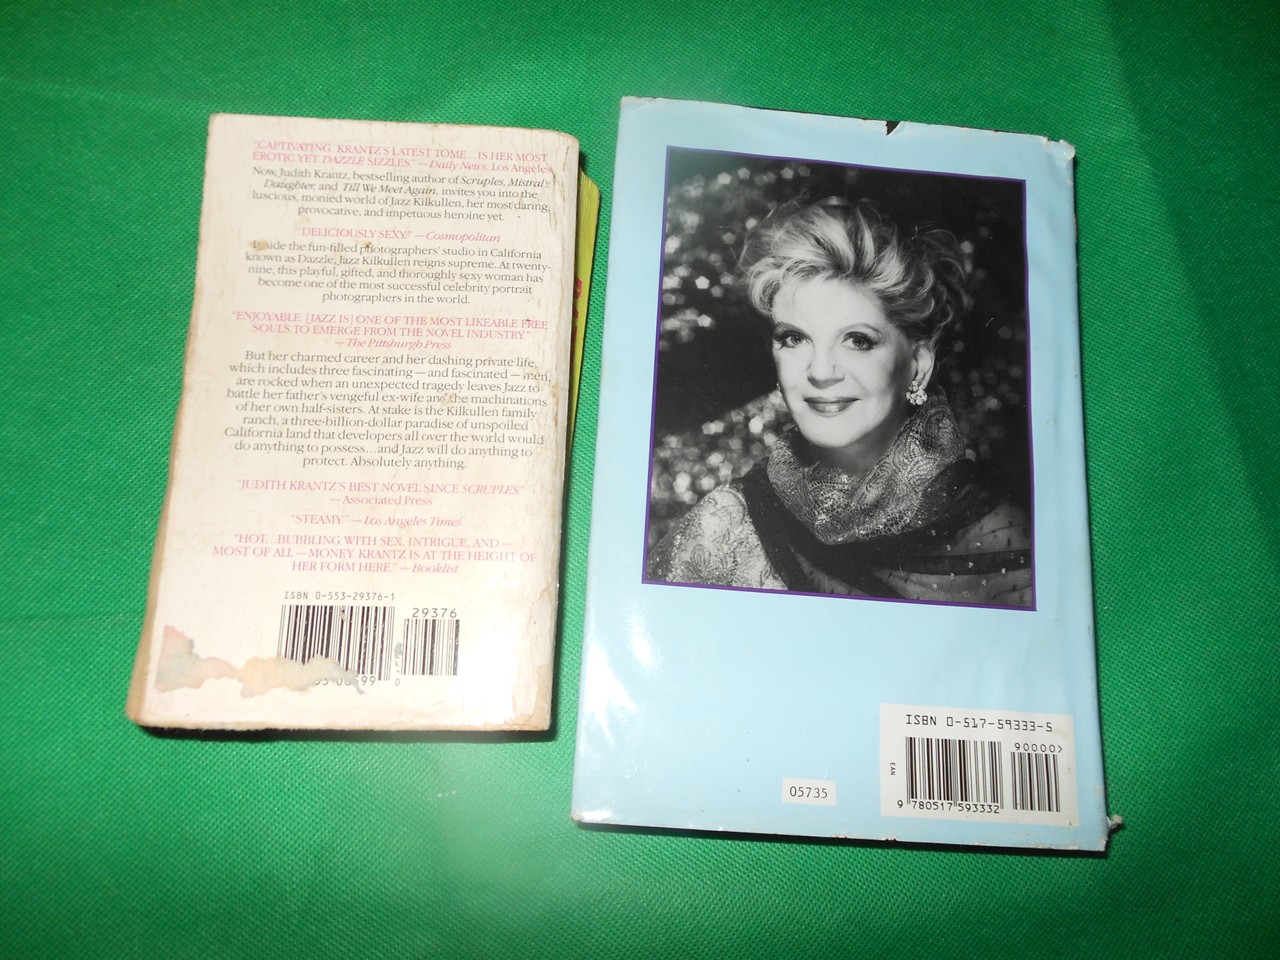 "CAPTIVATING. KRANTZ'S LATEST TOME...IS HER MOST
EROTIC YET. DAZZLE SIZZLES." — Daily News, Los Angeles
Now, Judith Krantz, bestselling author of Scruples, Mistral's
Daughter, and Till We Meet Again, invites you into the
luscious, monied world of Jazz Kilkullen, her most daring,
provocative, and impetuous heroine yet.
"DELICIOUSLY SEXY." — Cosmopolitan
Inside the fun-filled photographers' studio in California
known as Dazzle, Jazz Kilkullen reigns supreme. At twenty-
nine, this playful, gifted, and thoroughly sexy woman has
become one of the most successful celebrity portrait
photographers in the world.
"ENJOYABLE. [JAZZ IS] ONE OF THE MOST LIKEABLE FREE
SOULS TO EMERGE FROM THE NOVEL INDUSTRY."
—The Pittsburgh Press
But her charmed career and her dashing private life,
which includes three fascinating — and fascinated — men,
are rocked when an unexpected tragedy leaves Jazz to
battle her father's vengeful ex-wife and the machinations
of her own half-sisters. At stake is the Kilkullen family
ranch, a three-billion-dollar paradise of unspoiled
California land that developers all over the world would
do anything to possess...and Jazz will do anything to
protect. Absolutely anything.
"JUDITH KRANTZ'S BEST NOVEL SINCE SCRUPLES."
— Associated Press
"STEAMY." — Los Angeles Times
"HOT...BUBBLING WITH SEX, INTRIGUE, AND —
MOST OF ALL — MONEY. KRANTZ IS AT THE HEIGHT OF
HER FORM HERE." — Booklist
ISBN 0-553-29376-1
29376
0
ISBN 0-517-59333-5
90000>
EAN
9 780517 593332
05735